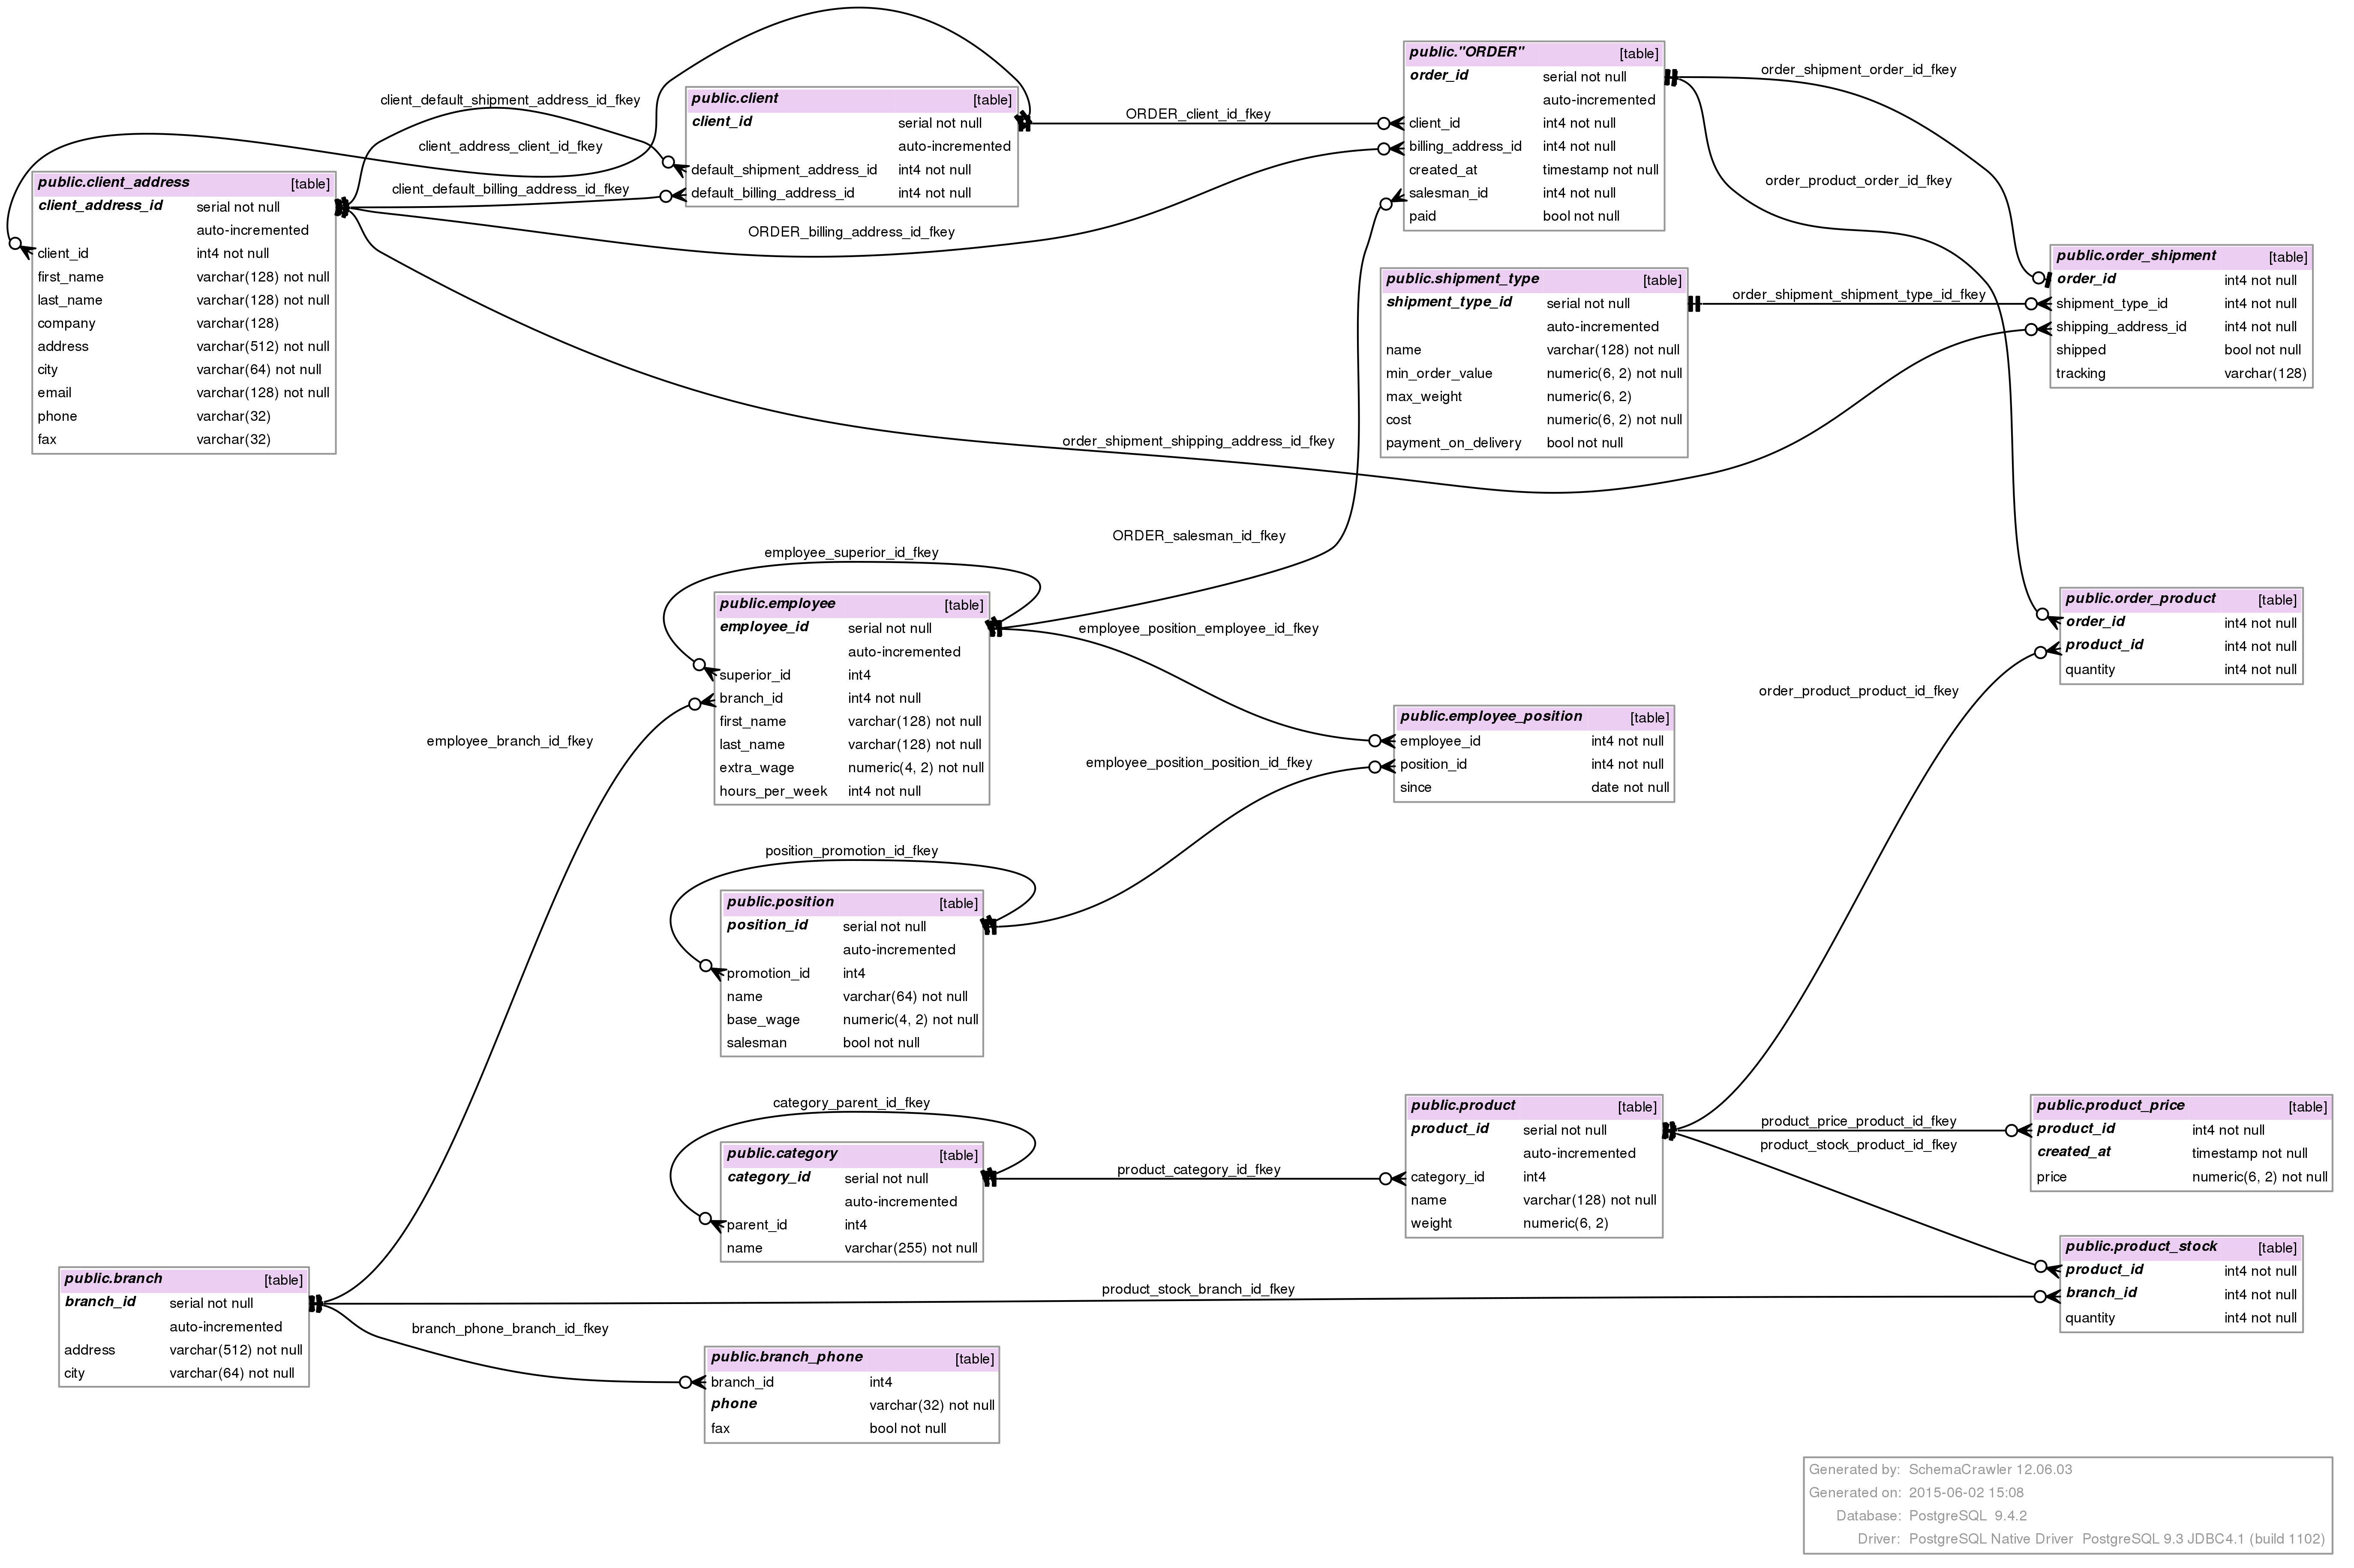 client_default_shipment_address_id_fkey
client_address_client_id_fkey
client_default_billing_address_id_fkey
ORDER_client_id_fkey
ORDER_billing_address_id_fkey
order_shipment_order_id_fkey
order_product_order_id_fkey
order_shipment_shipment_type_id_fkey
order_shipment_shipping_address_id_fkey
ORDER_salesman_id_fkey
employee_superior_id_fkey
employee_position_employee_id_fkey
employee_position_position_id_fkey
employee_branch_id_fkey
position_promotion_id_fkey
category_parent_id_fkey
product_category_id_fkey
order_product_product_id_fkey
product_price_product_id_fkey
product_stock_product_id_fkey
product_stock_branch_id_fkey
branch_phone_branch_id_fkey
public.client_address [table]
client_address_id serial not null
auto-incremented
client_id int4 not null
first_name varchar(128) not null
last_name varchar(128) not null
company varchar(128)
address varchar(512) not null
city varchar(64) not null
email varchar(128) not null
phone varchar(32)
fax varchar(32)
public.client [table]
client_id serial not null
auto-incremented
default_shipment_address_id int4 not null
default_billing_address_id int4 not null
public."ORDER" [table]
order_id serial not null
auto-incremented
client_id int4 not null
billing_address_id int4 not null
created_at timestamp not null
salesman_id int4 not null
paid bool not null
public.shipment_type [table]
shipment_type_id serial not null
auto-incremented
name varchar(128) not null
min_order_value numeric(6, 2) not null
max_weight numeric(6, 2)
cost numeric(6, 2) not null
payment_on_delivery bool not null
public.order_shipment [table]
order_id int4 not null
shipment_type_id int4 not null
shipping_address_id int4 not null
shipped bool not null
tracking varchar(128)
public.order_product [table]
order_id int4 not null
product_id int4 not null
quantity int4 not null
public.employee [table]
employee_id serial not null
auto-incremented
superior_id int4
branch_id int4 not null
first_name varchar(128) not null
last_name varchar(128) not null
extra_wage numeric(4, 2) not null
hours_per_week int4 not null
public.employee_position [table]
employee_id int4 not null
position_id int4 not null
since date not null
public.position [table]
position_id serial not null
auto-incremented
promotion_id int4
name varchar(64) not null
base_wage numeric(4, 2) not null
salesman bool not null
public.category [table]
category_id serial not null
auto-incremented
parent_id int4
name varchar(255) not null
public.product [table]
product_id serial not null
auto-incremented
category_id int4
name varchar(128) not null
weight numeric(6, 2)
public.product_price [table]
product_id int4 not null
created_at timestamp not null
price numeric(6, 2) not null
public.product_stock [table]
product_id int4 not null
branch_id int4 not null
quantity int4 not null
public.branch [table]
branch_id serial not null
auto-incremented
address varchar(512) not null
city varchar(64) not null
public.branch_phone [table]
branch_id int4
phone varchar(32) not null
fax bool not null
Generated by: SchemaCrawler 12.06.03
Generated on: 2015-06-02 15:08
Database: PostgreSQL 9.4.2
Driver: PostgreSQL Native Driver PostgreSQL 9.3 JDBC4.1 (build 1102)